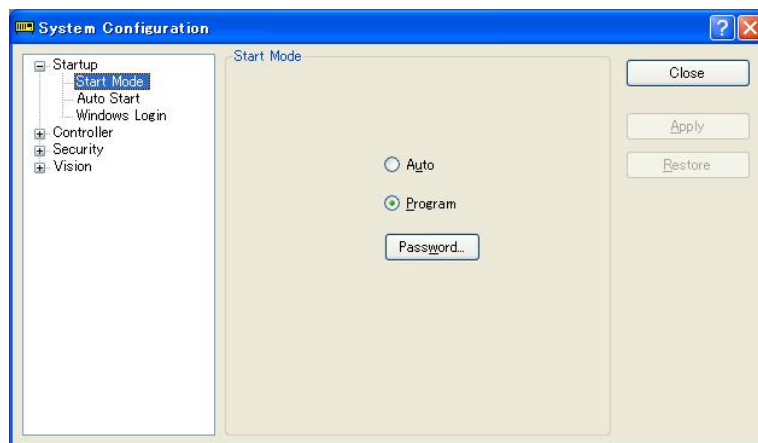 System Configuration
Startup
Start Mode
Auto Start
Windows Login
Controller
Security
Vision
Start Mode
Auto
Program
Password...
Close
Apply
Restore